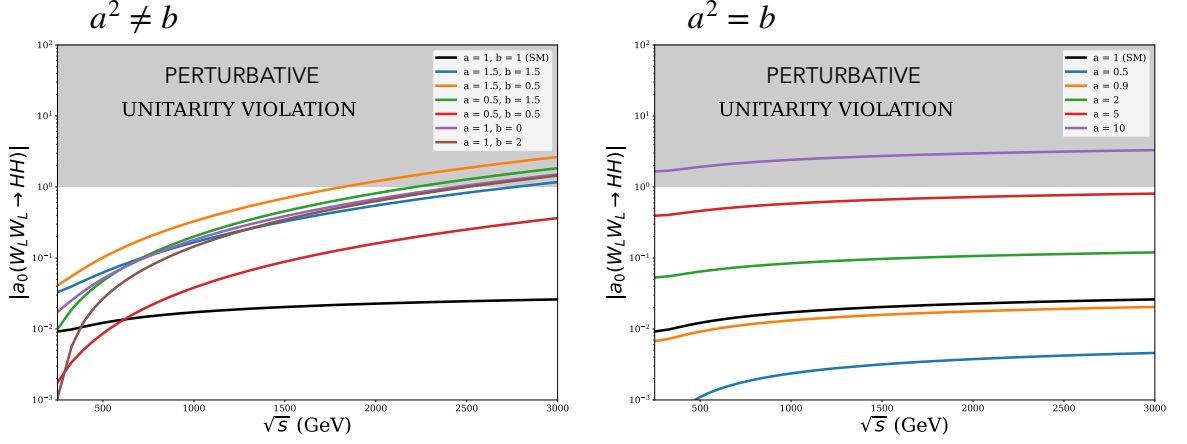 a² ≠ b
10²
10¹
10⁰
10⁻¹
10⁻²
10⁻³
|a₀(W_L W_L → HH)|
PERTURBATIVE
UNITARITY VIOLATION
a = 1, b = 1 (SM)
a = 1.5, b = 1.5
a = 1.5, b = 0.5
a = 0.5, b = 1.5
a = 0.5, b = 0.5
a = 1, b = 0
a = 1, b = 2
500 1000 1500 2000 2500 3000
√s (GeV)
a² = b
10²
10¹
10⁰
10⁻¹
10⁻²
10⁻³
|a₀(W_L W_L → HH)|
PERTURBATIVE
UNITARITY VIOLATION
a = 1 (SM)
a = 0.5
a = 0.9
a = 2
a = 5
a = 10
500 1000 1500 2000 2500 3000
√s (GeV)